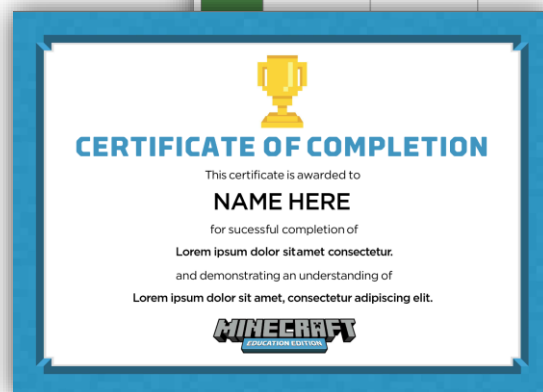 CERTIFICATE OF COMPLETION
This certificate is awarded to
NAME HERE
for sucessful completion of
Lorem ipsum dolor sitamet consectetur.
and demonstrating an understanding of
Lorem ipsum dolor sit amet, consectetur adipiscing elit.
MINECRAFT
EDUCATION EDITION